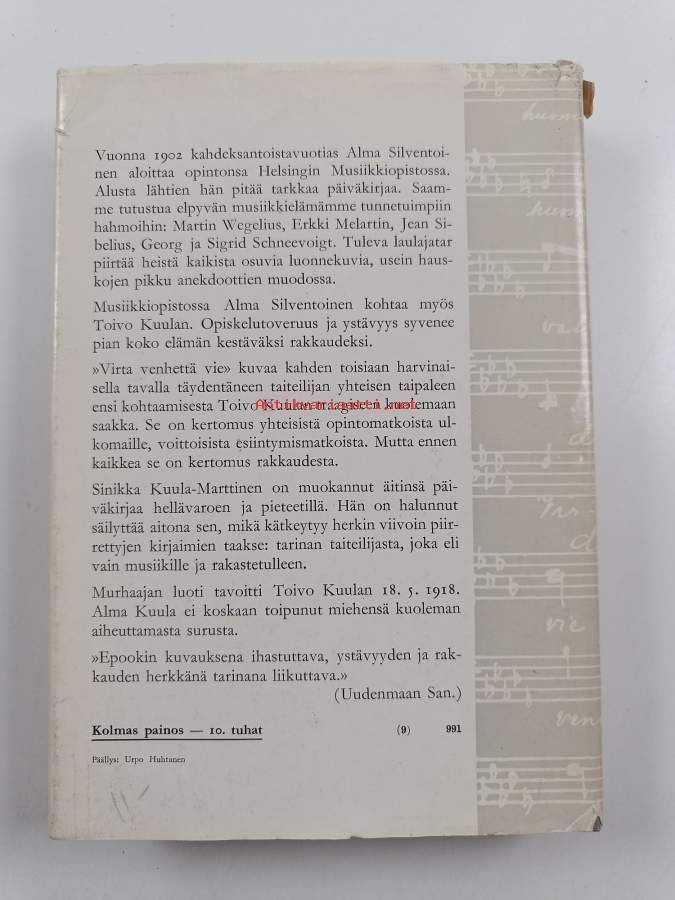 Vuonna 1902 kahdeksantoistavuotias Alma Silventoi-
nen aloittaa opintonsa Helsingin Musiikkiopistossa.
Alusta lähtien hän pitää tarkkaa päiväkirjaa. Saam-
me tutustua elpyvän musiikkielämämme tunnetuimpiin
hahmoihin: Martin Wegelius, Erkki Melartin, Jean Si-
belius, Georg ja Sigrid Schneevoigt. Tuleva laulajatar
piirtää heistä kaikista osuvia luonnekuvia, usein haus-
kojen pikku anekdoottien muodossa.
Musiikkiopistossa Alma Silventoinen kohtaa myös
Toivo Kuulan. Opiskelutoveruus ja ystävyys syvenee
pian koko elämän kestäväksi rakkaudeksi.
»Virta venhettä vie» kuvaa kahden toisiaan harvinai-
sella tavalla täydentäneen taiteilijan yhteisen taipaleen
ensi kohtaamisesta Toivo Kuulan traagiseen kuolemaan
saakka. Se on kertomus yhteisistä opintomatkoista ul-
komaille, voittoisista esiintymismatkoista. Mutta ennen
kaikkea se on kertomus rakkaudesta.
Sinikka Kuula-Marttinen on muokannut äitinsä päi-
väkirjaa hellävaroen ja pieteetillä. Hän on halunnut
säilyttää aitona sen, mikä kätkeytyy herkin viivoin piir-
rettyjen kirjaimien taakse: tarinan taiteilijasta, joka eli
vain musiikille ja rakastetulleen.
Murhaajan luoti tavoitti Toivo Kuulan 18. 5. 1918.
Alma Kuula ei koskaan toipunut miehensä kuoleman
aiheuttamasta surusta.
»Epookin kuvauksena ihastuttava, ystävyyden ja rak-
kauden herkkänä tarinana liikuttava.»
(Uudenmaan San.)
Kolmas painos — 10. tuhat (9) 991
Päällys: Urpo Huhtanen
humm
humm
d
vie
ven